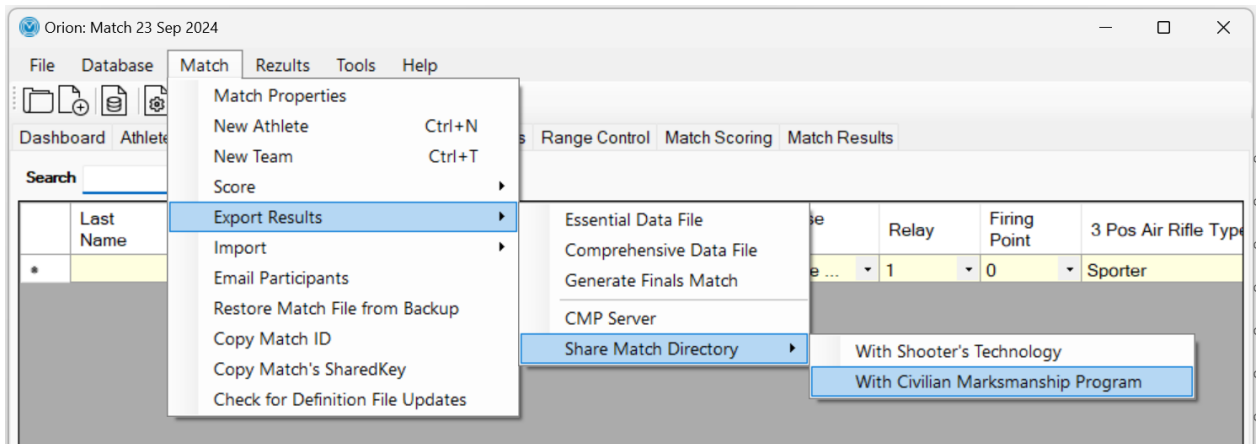 Orion: Match 23 Sep 2024
File Database Match Rezults Tools Help
Match Properties
New Athlete Ctrl+N
New Team Ctrl+T
Score
Export Results
Import
Email Participants
Restore Match File from Backup
Copy Match ID
Copy Match's SharedKey
Check for Definition File Updates
Dashboard Range Control Match Scoring Match Results
Search
Last Name
Essential Data File
Comprehensive Data File
Generate Finals Match
CMP Server
Share Match Directory
With Shooter's Technology
With Civilian Marksmanship Program
Relay
Firing Point
3 Pos Air Rifle Type
* 1 0 Sporter